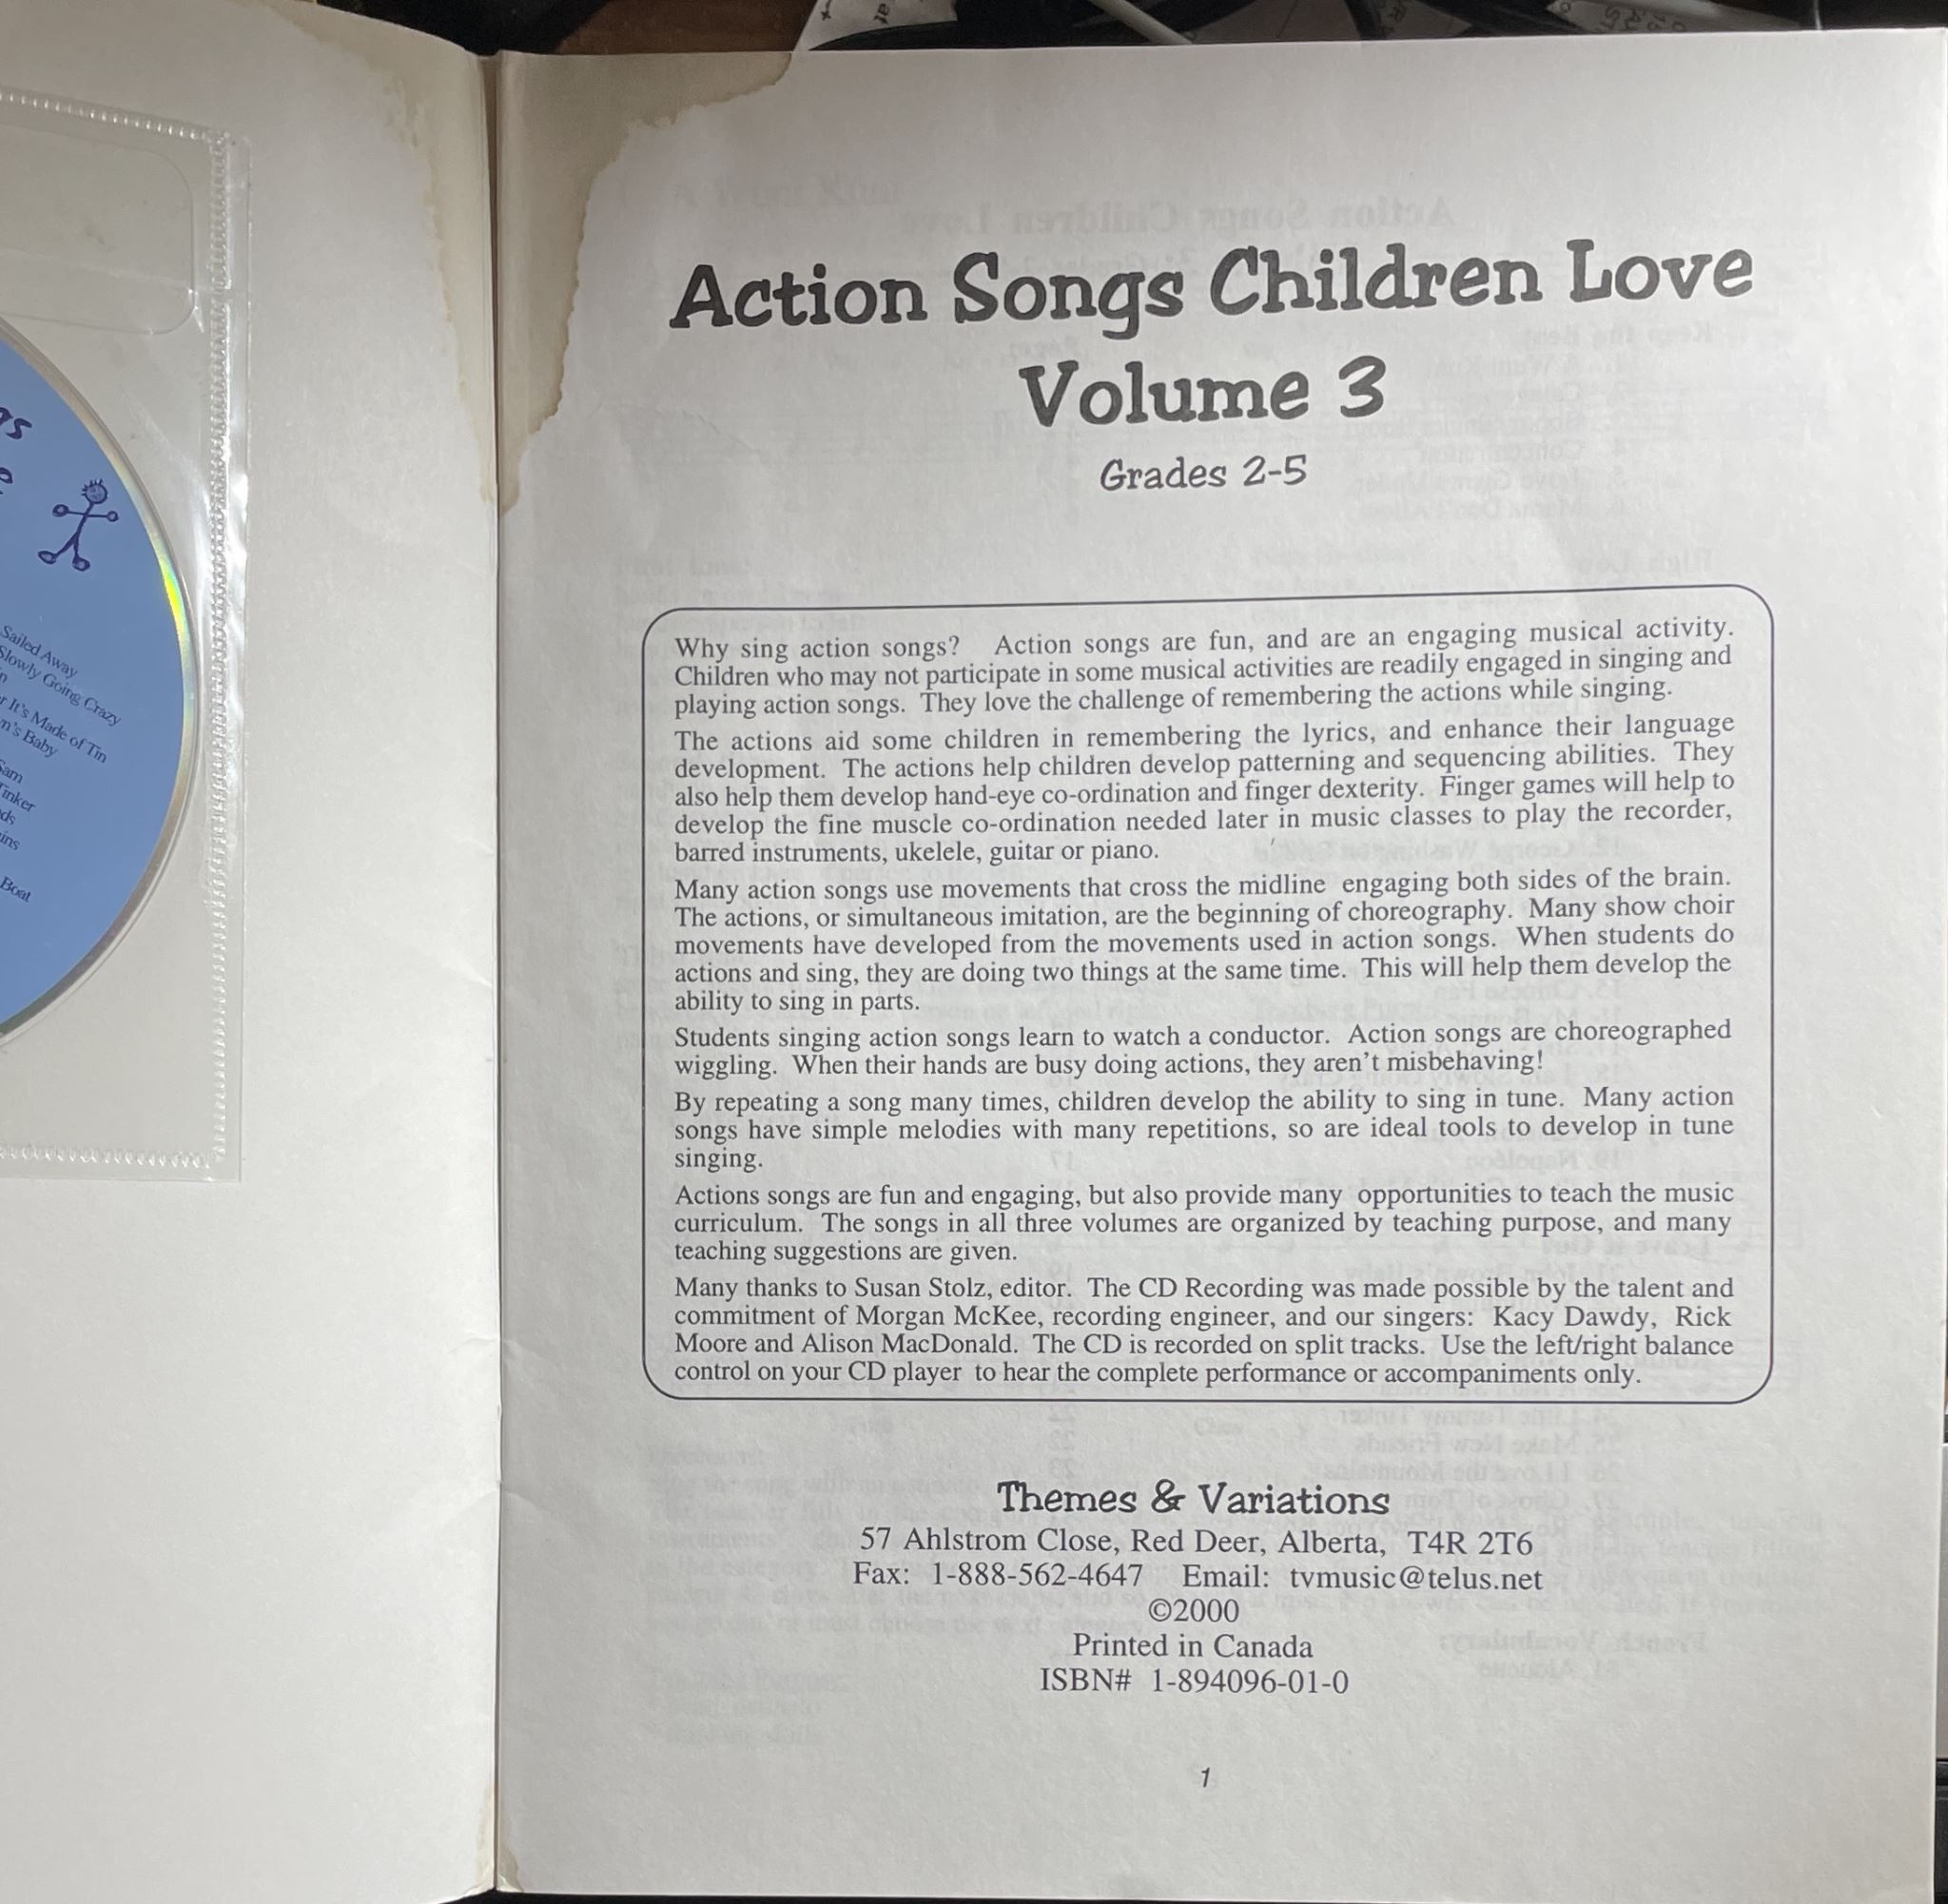 Sailed Away
Slowly Going Crazy
It's Made of Tin
Baby
Sam
Tinker
Boat
Action Songs Children Love
Volume 3
Grades 2-5
Why sing action songs? Action songs are fun, and are an engaging musical activity.
Children who may not participate in some musical activities are readily engaged in singing and
playing action songs. They love the challenge of remembering the actions while singing.
The actions aid some children in remembering the lyrics, and enhance their language
development. The actions help children develop patterning and sequencing abilities. They
also help them develop hand-eye co-ordination and finger dexterity. Finger games will help to
develop the fine muscle co-ordination needed later in music classes to play the recorder,
barred instruments, ukelele, guitar or piano.
Many action songs use movements that cross the midline engaging both sides of the brain.
The actions, or simultaneous imitation, are the beginning of choreography. Many show choir
movements have developed from the movements used in action songs. When students do
actions and sing, they are doing two things at the same time. This will help them develop the
ability to sing in parts.
Students singing action songs learn to watch a conductor. Action songs are choreographed
wiggling. When their hands are busy doing actions, they aren't misbehaving!
By repeating a song many times, children develop the ability to sing in tune. Many action
songs have simple melodies with many repetitions, so are ideal tools to develop in tune
singing.
Actions songs are fun and engaging, but also provide many opportunities to teach the music
curriculum. The songs in all three volumes are organized by teaching purpose, and many
teaching suggestions are given.
Many thanks to Susan Stolz, editor. The CD Recording was made possible by the talent and
commitment of Morgan McKee, recording engineer, and our singers: Kacy Dawdy, Rick
Moore and Alison MacDonald. The CD is recorded on split tracks. Use the left/right balance
control on your CD player to hear the complete performance or accompaniments only.
Themes & Variations
57 Ahlstrom Close, Red Deer, Alberta, T4R 2T6
Fax: 1-888-562-4647 Email: tvmusic@telus.net
©2000
Printed in Canada
ISBN# 1-894096-01-0
1